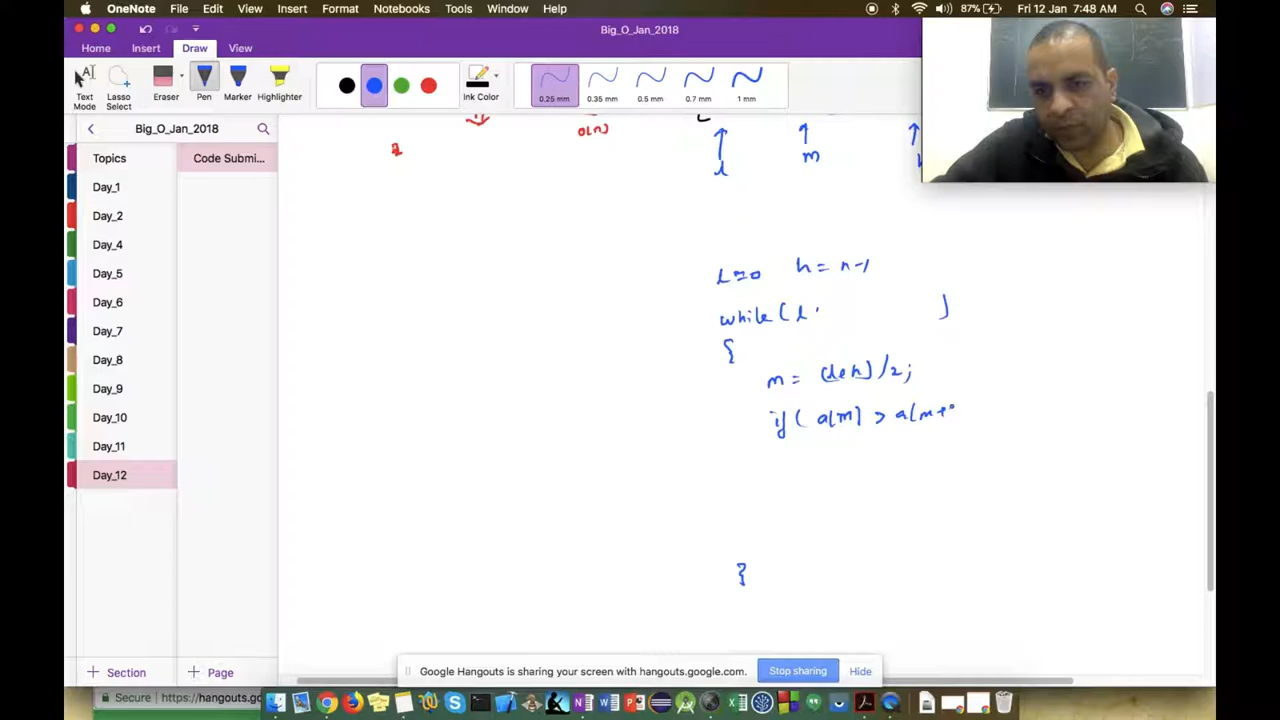 OneNote File Edit View Insert Format Notebooks Tools Window Help 87% Fri 12 Jan 7:48 AM
Big_O_Jan_2018
Home Insert Draw View
Text Mode Lasso Select Eraser Pen Marker Highlighter Ink Color 0.25 mm 0.35 mm 0.5 mm 0.7 mm 1 mm
Big_O_Jan_2018
Topics Code Submi...
Day_1
Day_2
Day_4
Day_5
Day_6
Day_7
Day_8
Day_9
Day_10
Day_11
Day_12
O(n)
l m
l=0 h=n-1
while(l )
{
m = (l+h)/2;
if( a[m] > a[m+
}
+ Section + Page
Google Hangouts is sharing your screen with hangouts.google.com. Stop sharing Hide
Secure https://hangouts.go